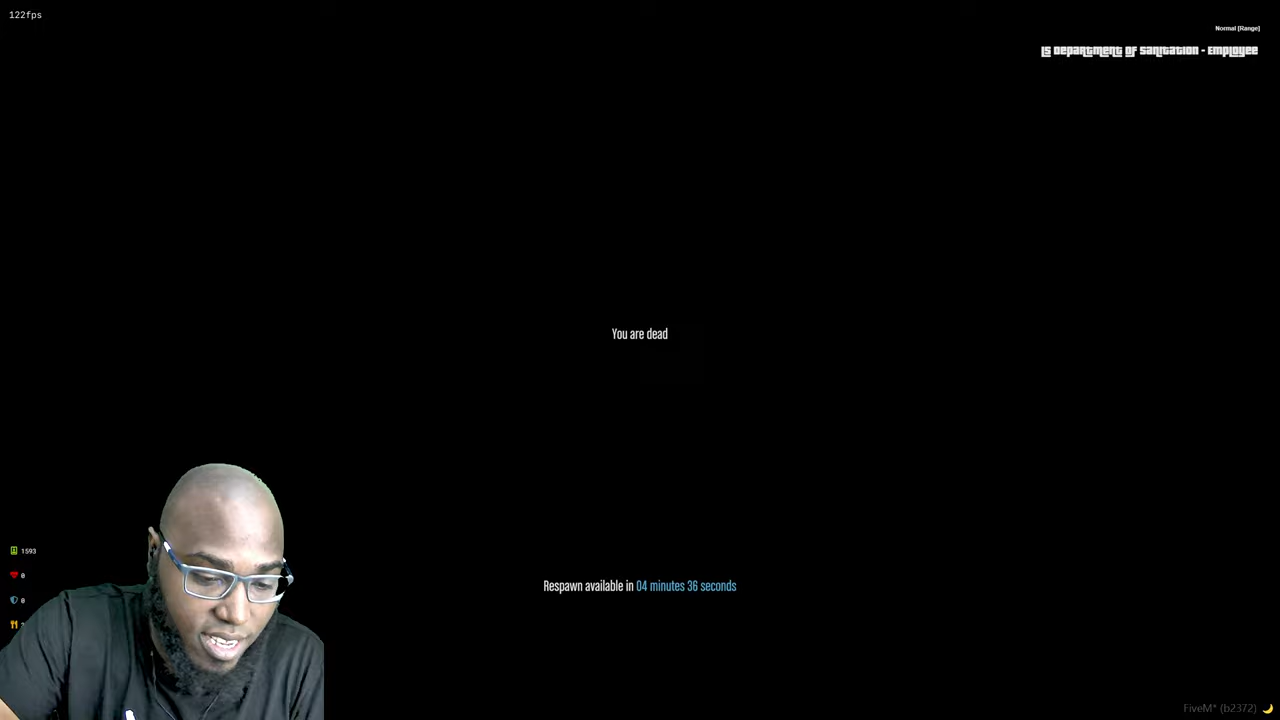 122fps
Normal [Range]
LS Department of Sanitation - Employee
You are dead
1593
0
Respawn available in 04 minutes 36 seconds
0
FiveM* (b2372)